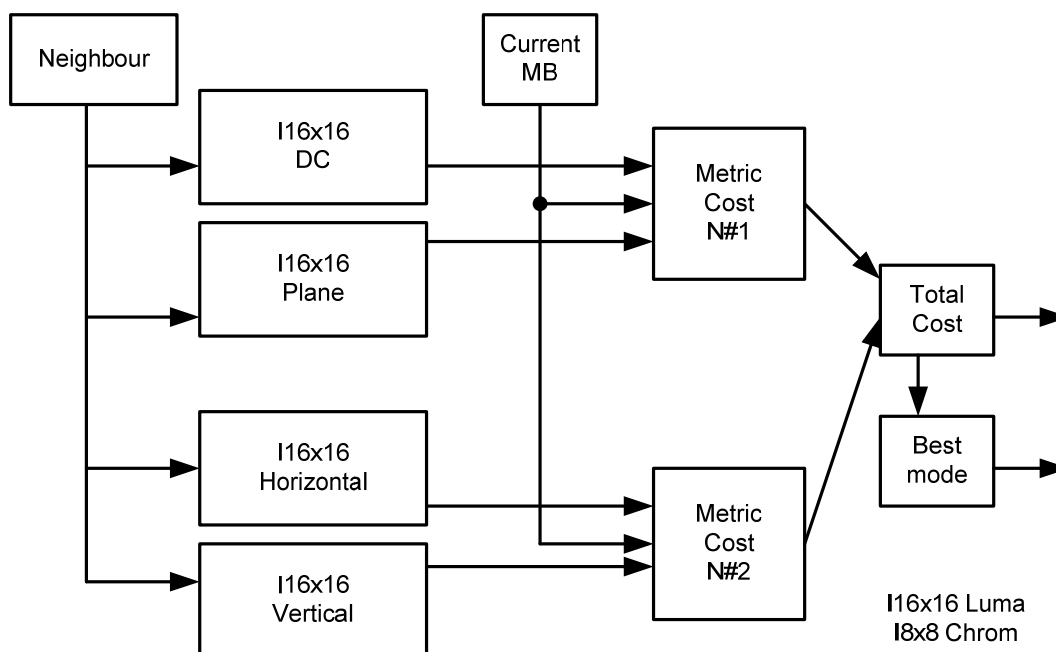 Neighbour
Current
MB
I16x16
DC
I16x16
Plane
I16x16
Horizontal
I16x16
Vertical
Metric
Cost
N#1
Metric
Cost
N#2
Total
Cost
Best
mode
I16x16 Luma
I8x8 Chrom